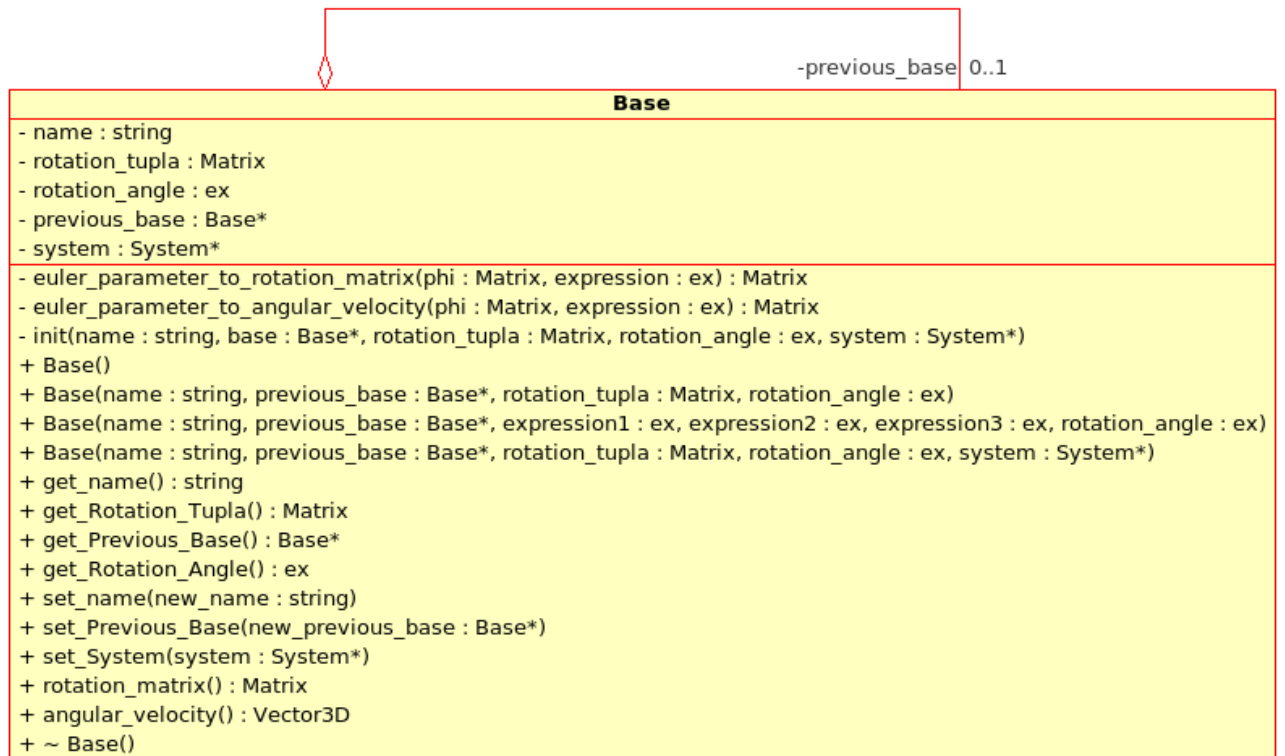 -previous_base 0..1
Base
- name : string
- rotation_tupla : Matrix
- rotation_angle : ex
- previous_base : Base*
- system : System*
- euler_parameter_to_rotation_matrix(phi : Matrix, expression : ex) : Matrix
- euler_parameter_to_angular_velocity(phi : Matrix, expression : ex) : Matrix
- init(name : string, base : Base*, rotation_tupla : Matrix, rotation_angle : ex, system : System*)
+ Base()
+ Base(name : string, previous_base : Base*, rotation_tupla : Matrix, rotation_angle : ex)
+ Base(name : string, previous_base : Base*, expression1 : ex, expression2 : ex, expression3 : ex, rotation_angle : ex)
+ Base(name : string, previous_base : Base*, rotation_tupla : Matrix, rotation_angle : ex, system : System*)
+ get_name() : string
+ get_Rotation_Tupla() : Matrix
+ get_Previous_Base() : Base*
+ get_Rotation_Angle() : ex
+ set_name(new_name : string)
+ set_Previous_Base(new_previous_base : Base*)
+ set_System(system : System*)
+ rotation_matrix() : Matrix
+ angular_velocity() : Vector3D
+ ~ Base()